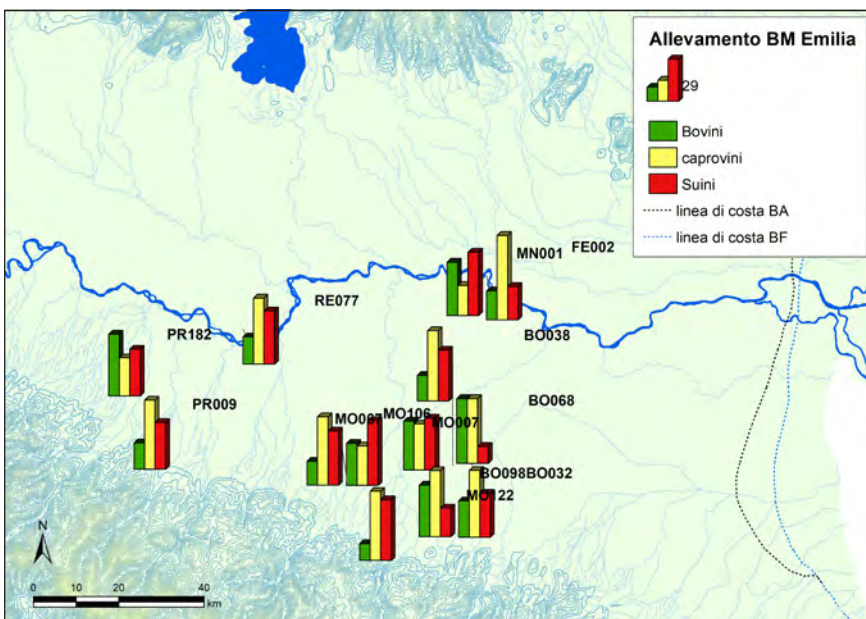 Allevamento BM Emilia
29
Bovini
caprovini
Suini
linea di costa BA
linea di costa BF
FE002
MN001
RE077
PR182
BO038
PR009
BO068
MO106
MO007
BO098BO032
MO122
N
0 10 20 40
km